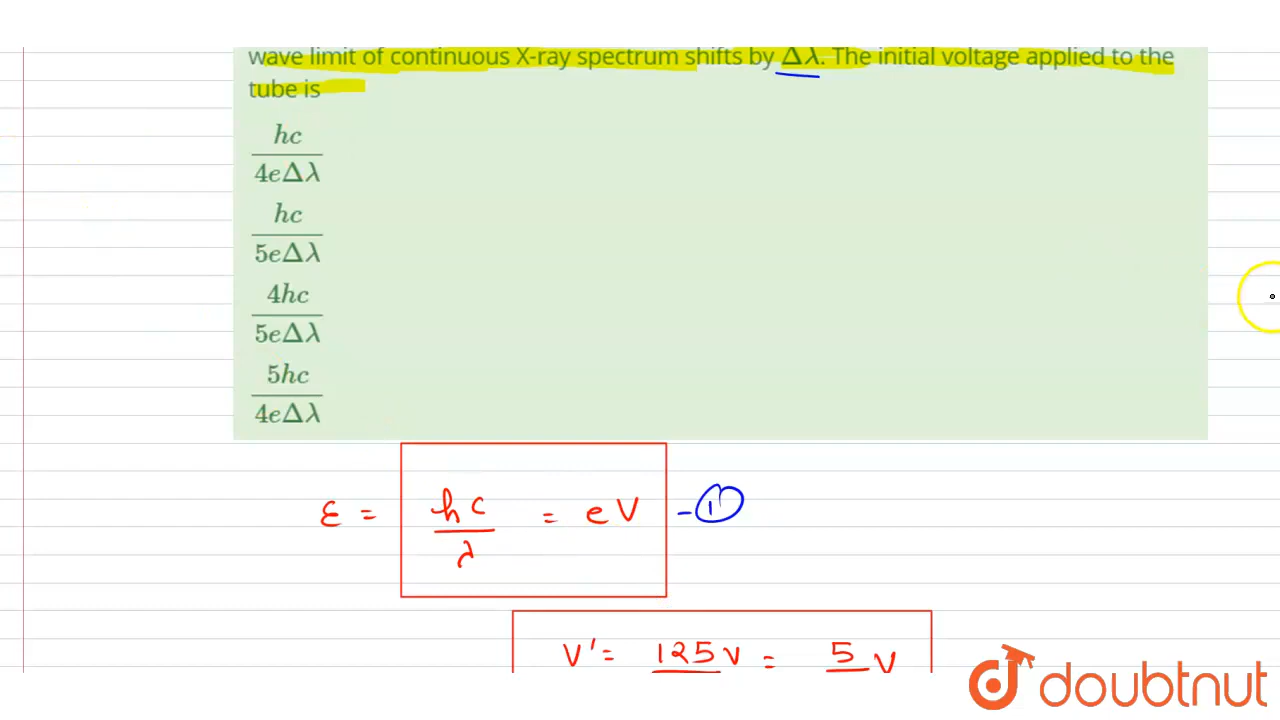 wave limit of continuous X-ray spectrum shifts by Δλ. The initial voltage applied to the
tube is
hc
4eΔλ
hc
5eΔλ
4hc
5eΔλ
5hc
4eΔλ
ε = hc = eV - 1
λ
V' = 125V = 5 V
doubtnut